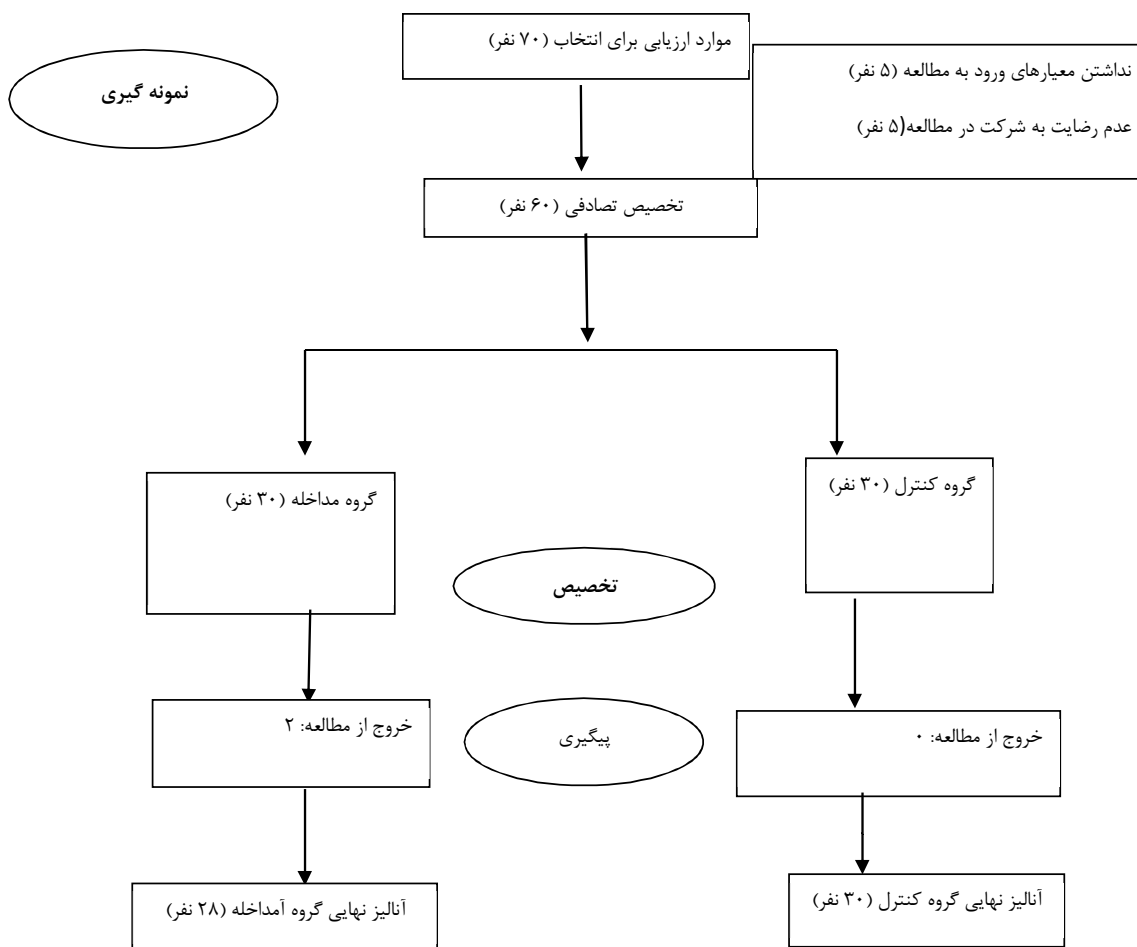 موارد ارزیابی برای انتخاب (۷۰ نفر)
نداشتن معیارهای ورود به مطالعه (۵ نفر)
عدم رضایت به شرکت در مطالعه(۵ نفر)
نمونه گیری
تخصیص تصادفی (۶۰ نفر)
گروه کنترل (۳۰ نفر)
گروه مداخله (۳۰ نفر)
تخصیص
خروج از مطالعه: ۰
پیگیری
خروج از مطالعه: ۲
آنالیز نهایی گروه کنترل (۳۰ نفر)
آنالیز نهایی گروه آمداخله (۲۸ نفر)